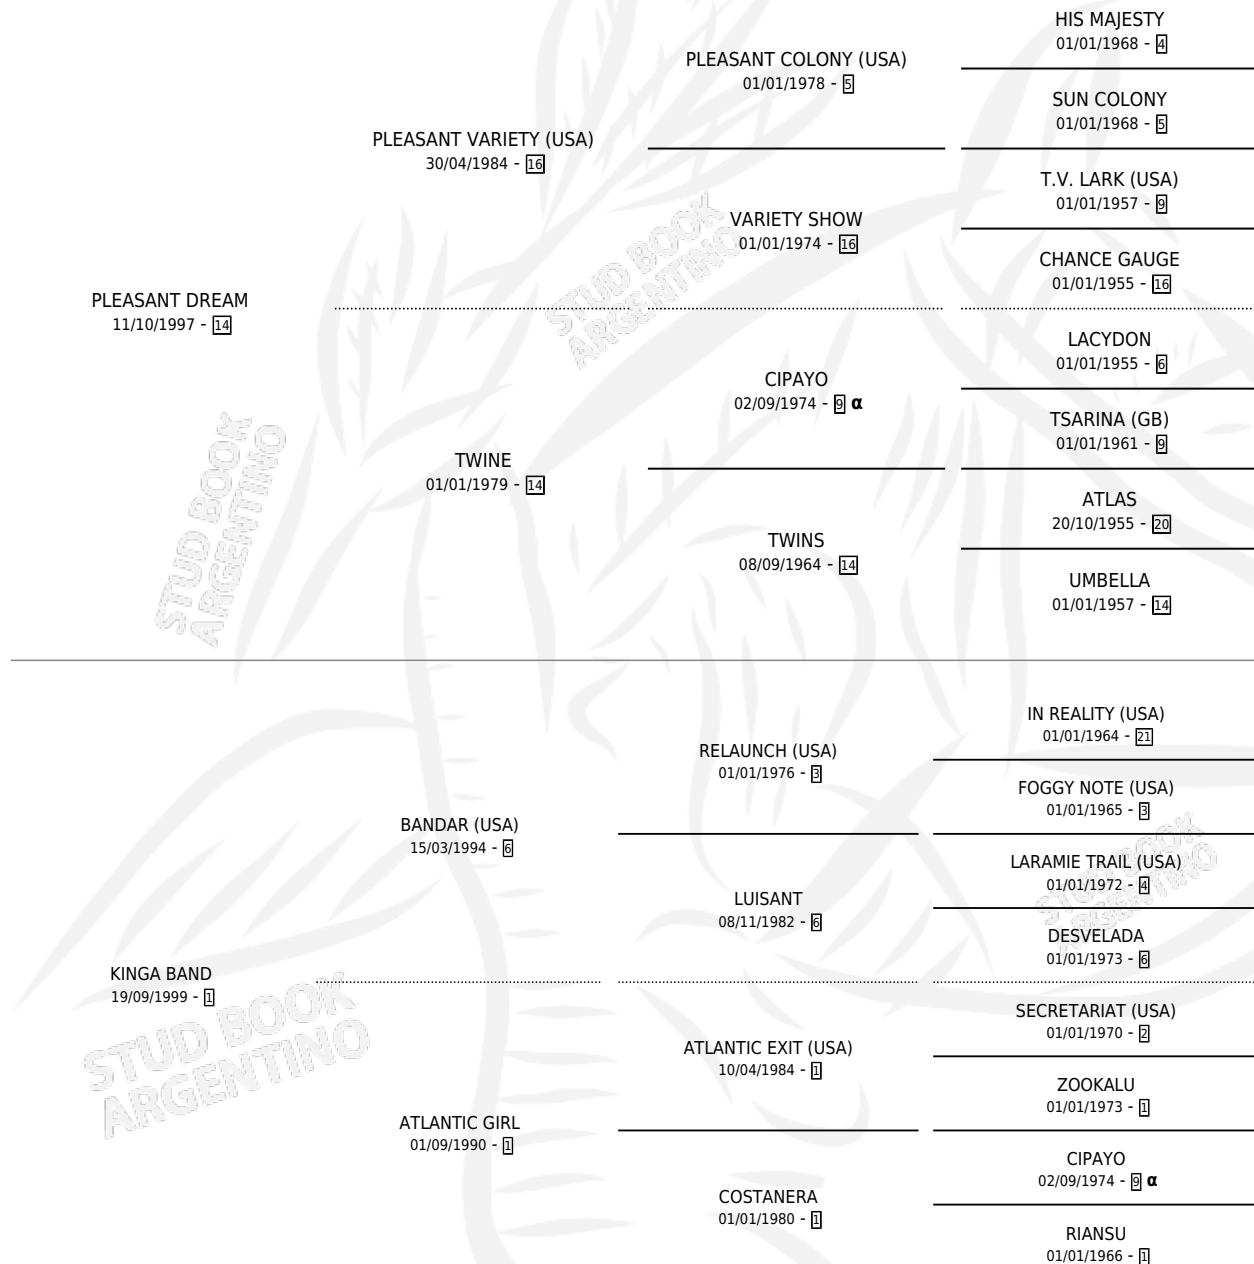 HIS MAJESTY
01/01/1968 - 4
PLEASANT COLONY (USA)
01/01/1978 - 5
SUN COLONY
01/01/1968 - 5
PLEASANT VARIETY (USA)
30/04/1984 - 16
T.V. LARK (USA)
01/01/1957 - 9
VARIETY SHOW
01/01/1974 - 16
CHANCE GAUGE
01/01/1955 - 16
PLEASANT DREAM
11/10/1997 - 14
LACYDON
01/01/1955 - 6
CIPAYO
02/09/1974 - 9 α
TSARINA (GB)
01/01/1961 - 9
TWINE
01/01/1979 - 14
ATLAS
20/10/1955 - 20
TWINS
08/09/1964 - 14
UMBELLA
01/01/1957 - 14
IN REALITY (USA)
01/01/1964 - 21
RELAUNCH (USA)
01/01/1976 - 3
FOGGY NOTE (USA)
01/01/1965 - 3
BANDAR (USA)
15/03/1994 - 6
LARAMIE TRAIL (USA)
01/01/1972 - 4
LUISANT
08/11/1982 - 6
DESVELADA
01/01/1973 - 6
KINGA BAND
19/09/1999 - 1
SECRETARIAT (USA)
01/01/1970 - 2
ATLANTIC EXIT (USA)
10/04/1984 - 1
ZOOKALU
01/01/1973 - 1
ATLANTIC GIRL
01/09/1990 - 1
CIPAYO
02/09/1974 - 9 α
COSTANERA
01/01/1980 - 1
RIANSU
01/01/1966 - 1
STUD BOOK
ARGENTINO
STUD BOOK
ARGENTINO
STUD BOOK
ARGENTINO
STUD BOOK
ARGENTINO